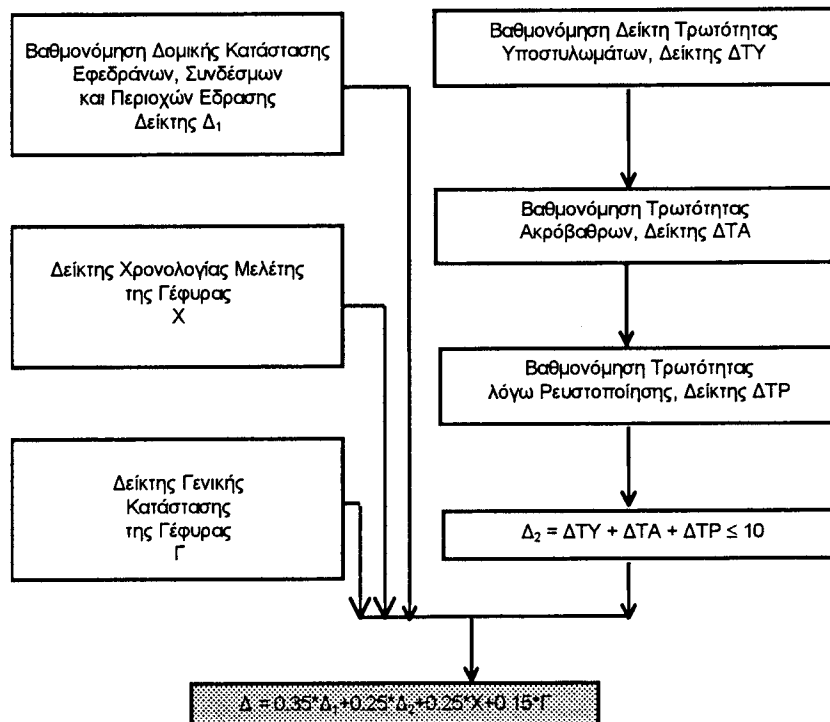 Βαθμονόμηση Δομικής Κατάστασης
Εφεδράνων, Συνδέσμων
και Περιοχών Εδρασης
Δείκτης Δ₁
Δείκτης Χρονολογίας Μελέτης
της Γέφυρας
Χ
Δείκτης Γενικής
Κατάστασης
της Γέφυρας
Γ
Βαθμονόμηση Δείκτη Τρωτότητας
Υποστυλωμάτων, Δείκτης ΔΤΥ
Βαθμονόμηση Τρωτότητας
Ακρόβαθρων, Δείκτης ΔΤΑ
Βαθμονόμηση Τρωτότητας
λόγω Ρευστοποίησης, Δείκτης ΔΤΡ
Δ₂ = ΔΤΥ + ΔΤΑ + ΔΤΡ ≤ 10
Δ = 0.35*Δ₁+0.25*Δ₂+0.25*Χ+0.15*Γ